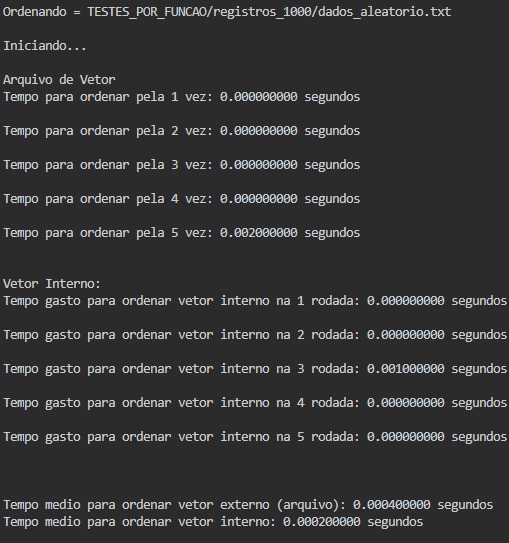 Ordenando = TESTES_POR_FUNCAO/registros_1000/dados_aleatorio.txt
Iniciando...
Arquivo de Vetor
Tempo para ordenar pela 1 vez: 0.000000000 segundos
Tempo para ordenar pela 2 vez: 0.000000000 segundos
Tempo para ordenar pela 3 vez: 0.000000000 segundos
Tempo para ordenar pela 4 vez: 0.000000000 segundos
Tempo para ordenar pela 5 vez: 0.002000000 segundos
Vetor Interno:
Tempo gasto para ordenar vetor interno na 1 rodada: 0.000000000 segundos
Tempo gasto para ordenar vetor interno na 2 rodada: 0.000000000 segundos
Tempo gasto para ordenar vetor interno na 3 rodada: 0.001000000 segundos
Tempo gasto para ordenar vetor interno na 4 rodada: 0.000000000 segundos
Tempo gasto para ordenar vetor interno na 5 rodada: 0.000000000 segundos
Tempo medio para ordenar vetor externo (arquivo): 0.000400000 segundos
Tempo medio para ordenar vetor interno: 0.000200000 segundos